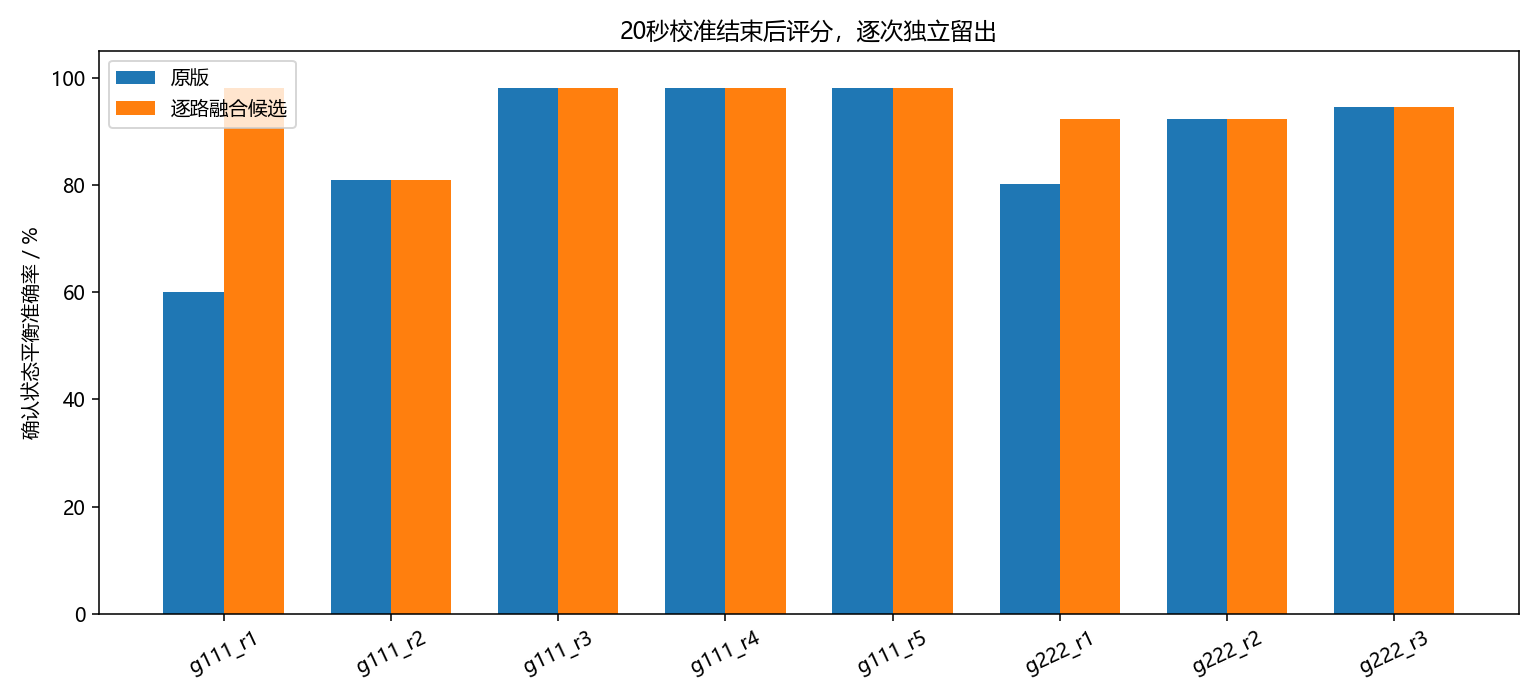 20秒校准结束后评分，逐次独立留出
原版
逐路融合候选
确认状态平衡准确率 / %
100
80
60
40
20
0
g111_r1
g111_r2
g111_r3
g111_r4
g111_r5
g222_r1
g222_r2
g222_r3